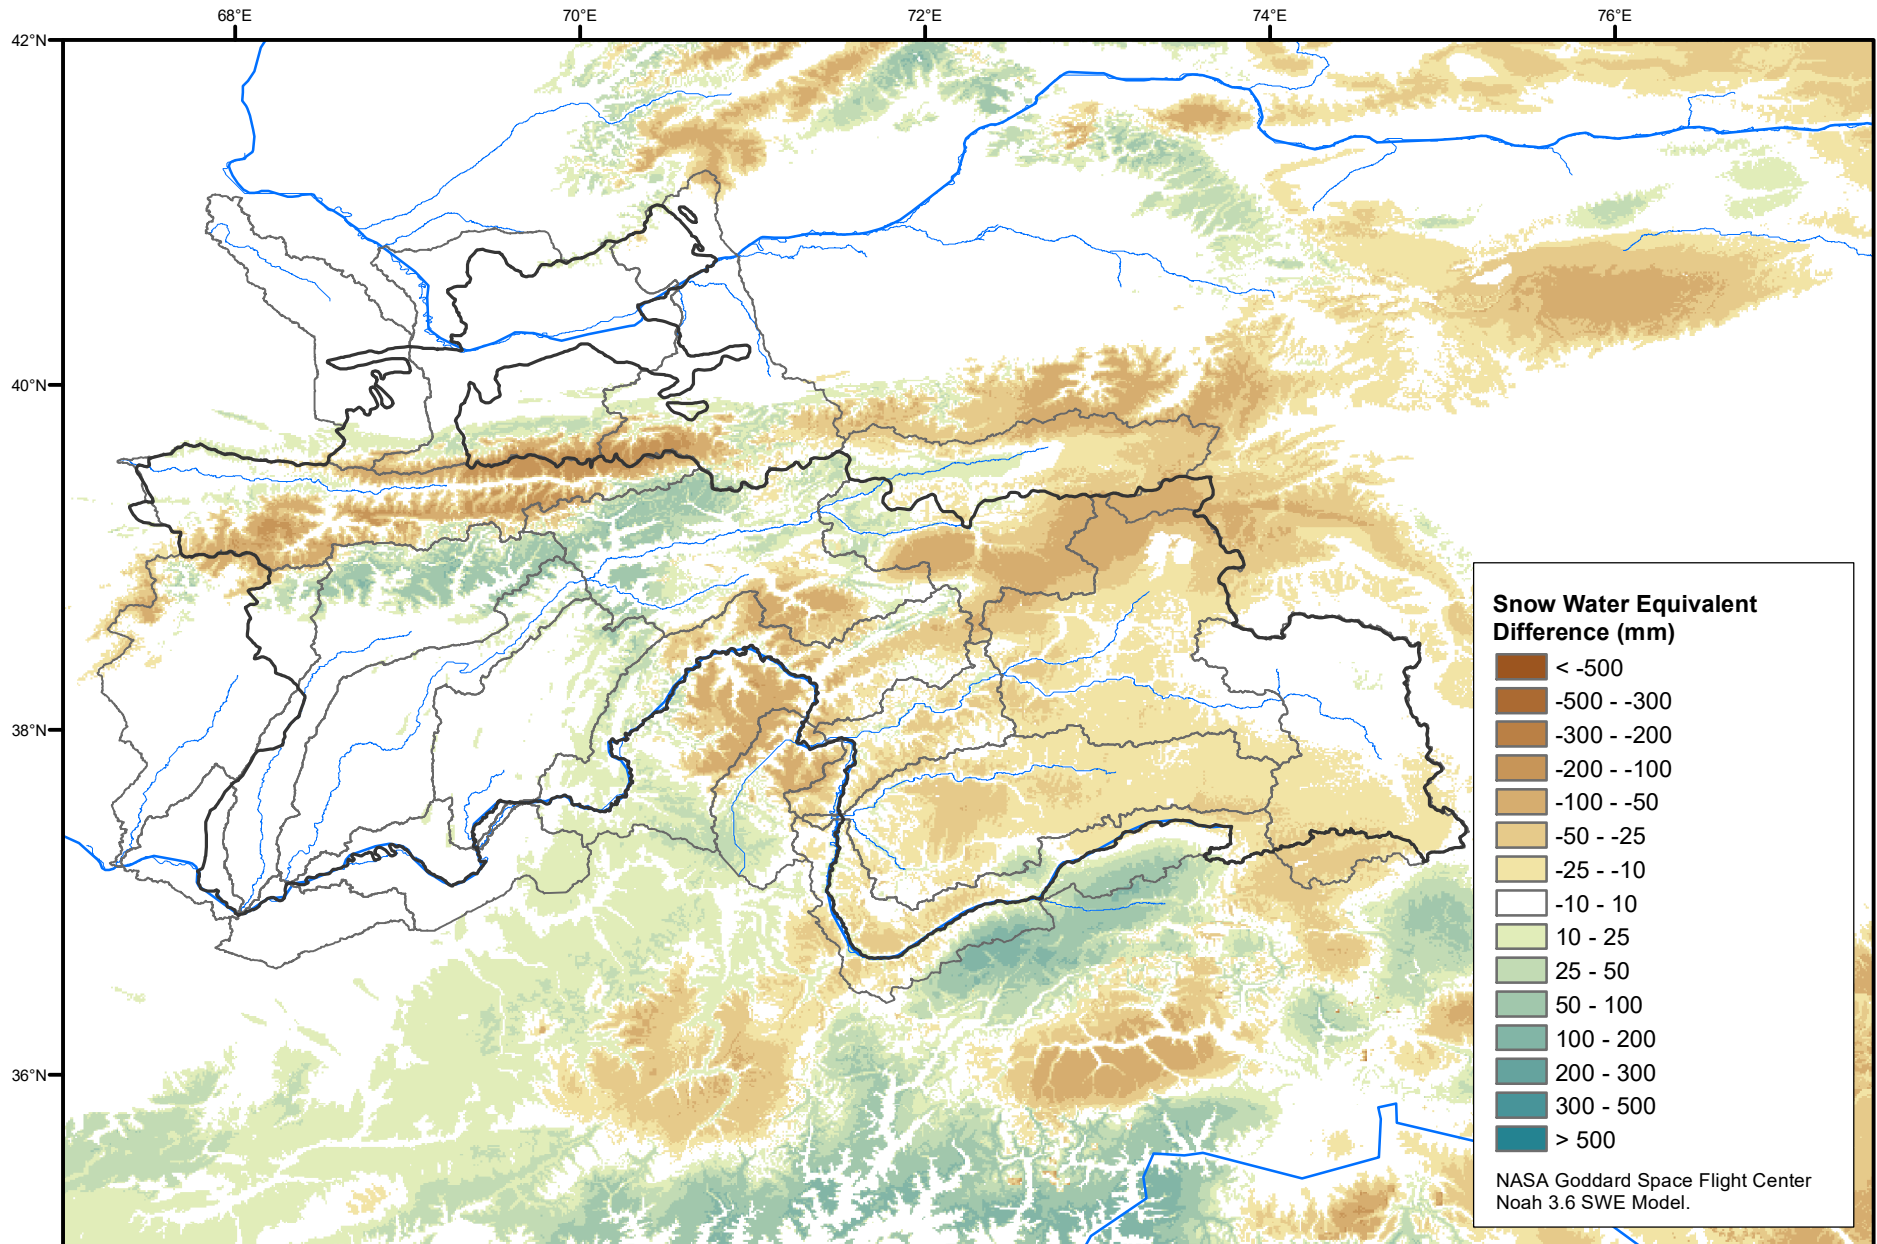 68°E
70°E
72°E
74°E
76°E
42°N
40°N
38°N
36°N
Snow Water Equivalent
Difference (mm)
< -500
-500 - -300
-300 - -200
-200 - -100
-100 - -50
-50 - -25
-25 - -10
-10 - 10
10 - 25
25 - 50
50 - 100
100 - 200
200 - 300
300 - 500
> 500
NASA Goddard Space Flight Center
Noah 3.6 SWE Model.